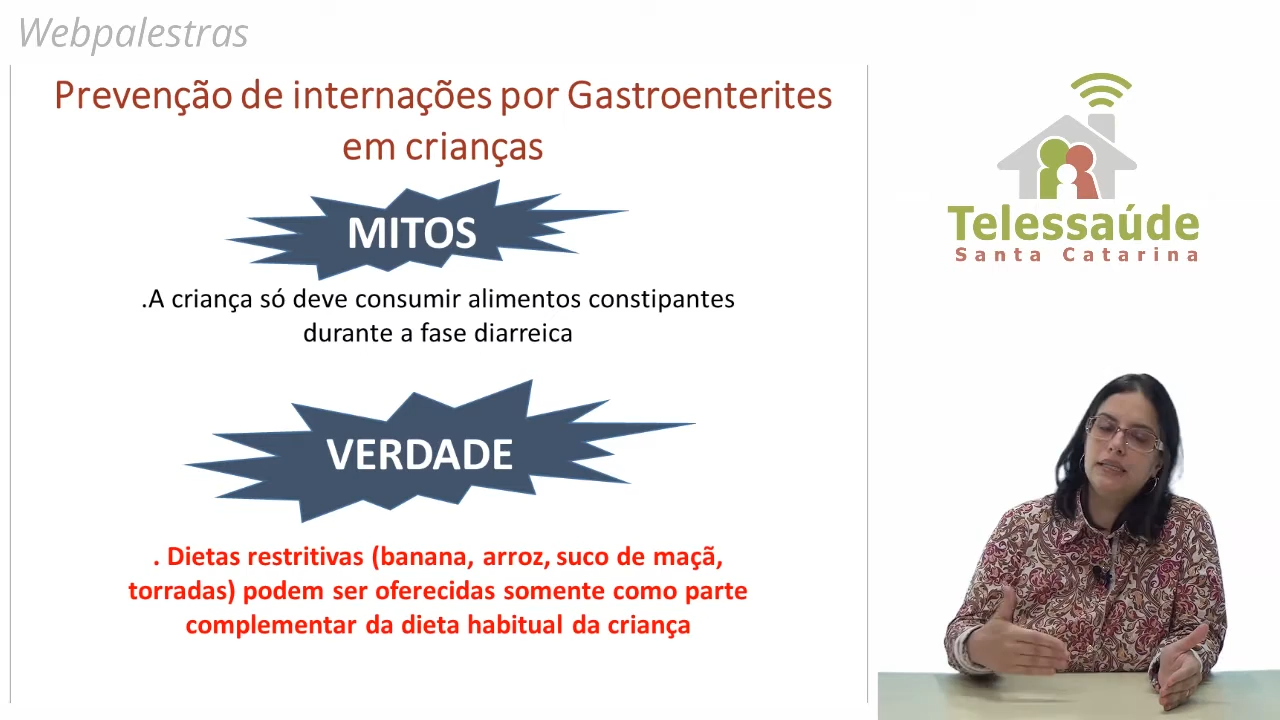 Webpalestras
Prevenção de internações por Gastroenterites
em crianças
MITOS
.A criança só deve consumir alimentos constipantes
durante a fase diarreica
VERDADE
. Dietas restritivas (banana, arroz, suco de maçã,
torradas) podem ser oferecidas somente como parte
complementar da dieta habitual da criança
Telessaúde
Santa Catarina